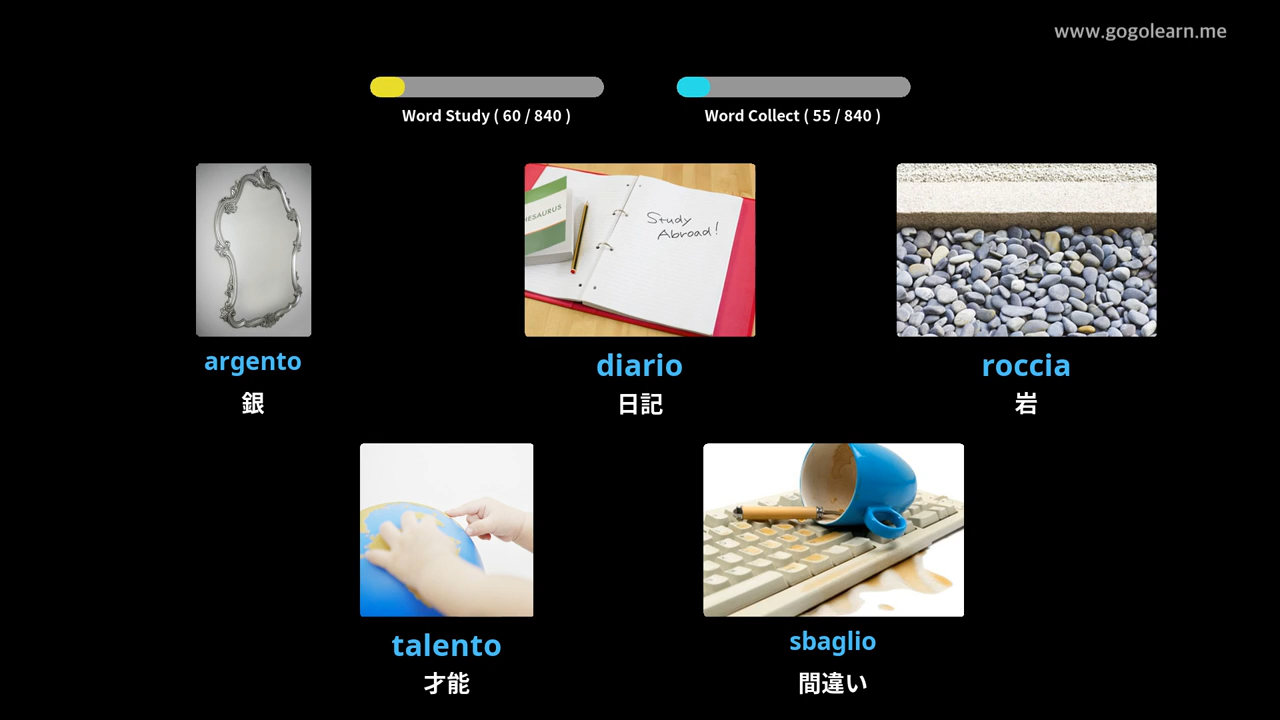 www.gogolearn.me
Word Study ( 60 / 840 )
Word Collect ( 55 / 840 )
HESAURUS
Study
Abroad!
argento
diario
roccia
銀
日記
岩
talento
sbaglio
才能
間違い